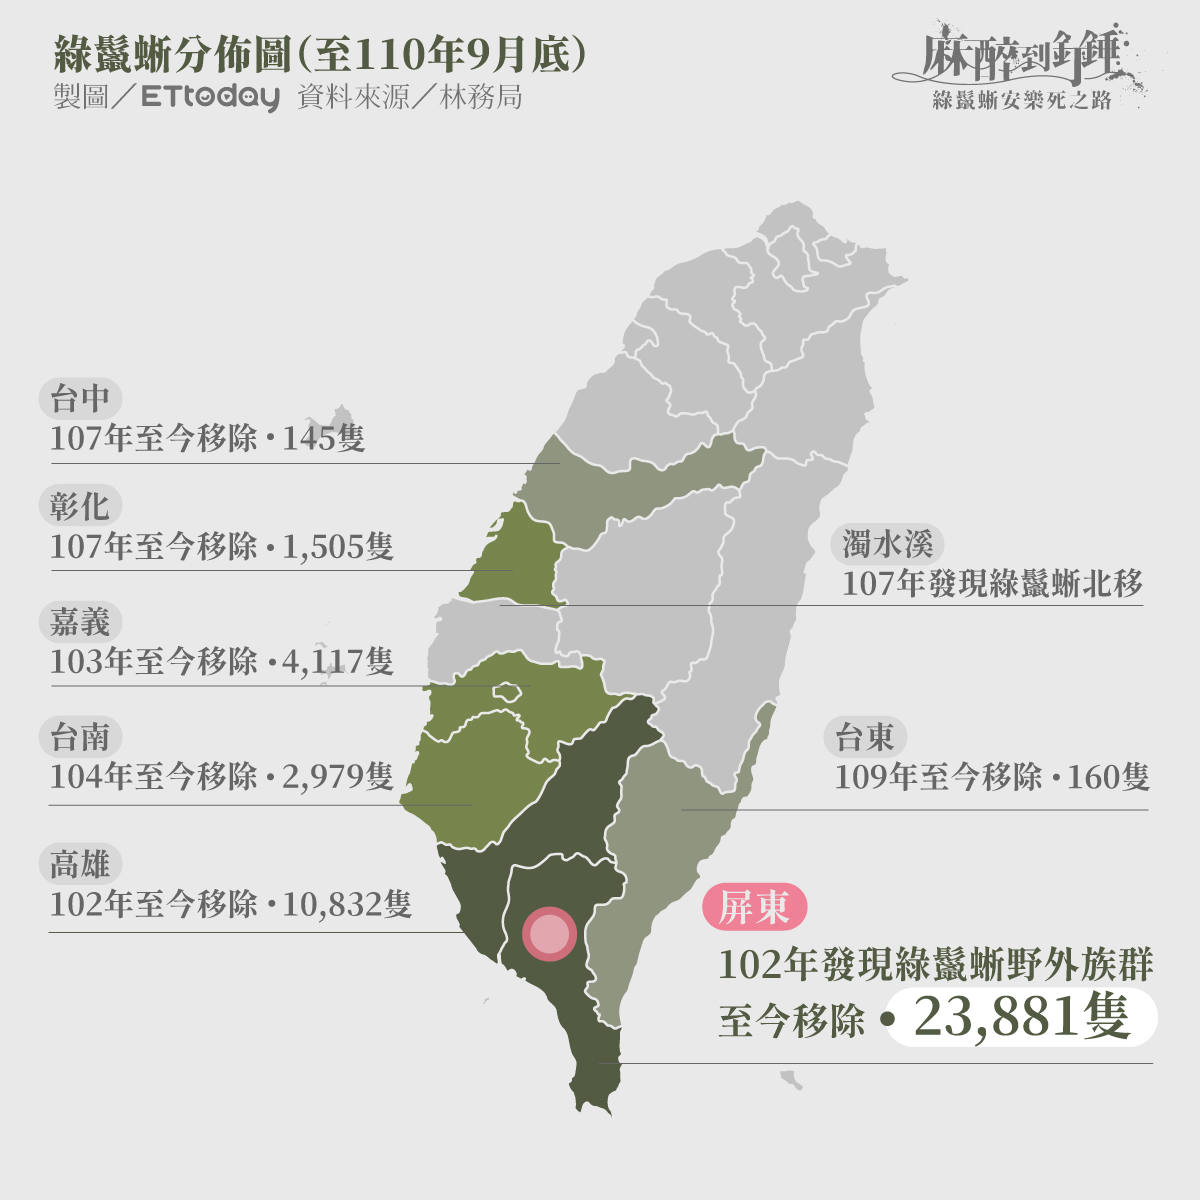 綠鬣蜥分佈圖(至110年9月底)
製圖／ETtoday 資料來源／林務局
麻醉到釘錘
綠鬣蜥安樂死之路
台中
107年至今移除・145隻
彰化
107年至今移除・1,505隻
嘉義
103年至今移除・4,117隻
台南
104年至今移除・2,979隻
高雄
102年至今移除・10,832隻
濁水溪
107年發現綠鬣蜥北移
台東
109年至今移除・160隻
屏東
102年發現綠鬣蜥野外族群
至今移除・23,881隻